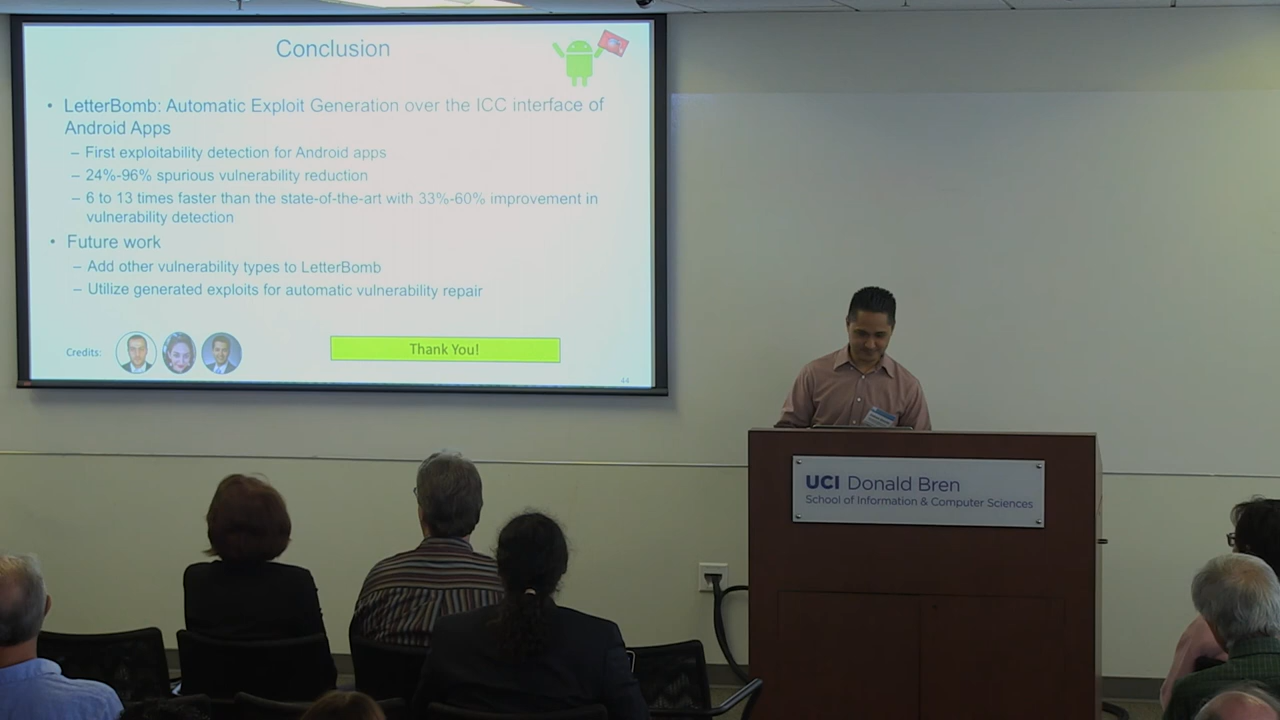 Conclusion
• LetterBomb: Automatic Exploit Generation over the ICC interface of
Android Apps
– First exploitability detection for Android apps
– 24%-96% spurious vulnerability reduction
– 6 to 13 times faster than the state-of-the-art with 33%-60% improvement in
vulnerability detection
• Future work
– Add other vulnerability types to LetterBomb
– Utilize generated exploits for automatic vulnerability repair
Credits:
Thank You!
44
UCI Donald Bren
School of Information & Computer Sciences